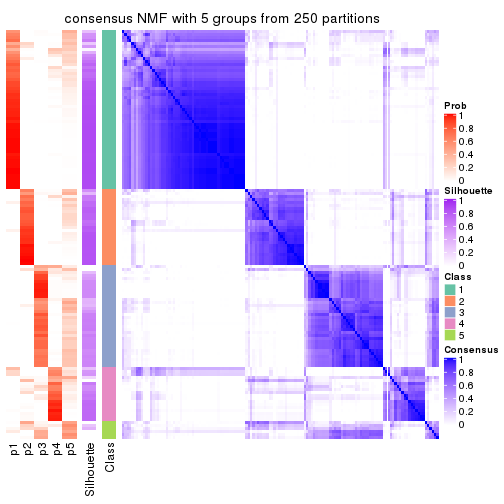 consensus NMF with 5 groups from 250 partitions
Prob
1
0.8
0.6
0.4
0.2
0
Silhouette
1
0.8
0.6
0.4
0.2
0
Class
1
2
3
4
5
Consensus
1
0.8
0.6
0.4
0.2
0
p1
p2
p3
p4
p5
Silhouette
Class